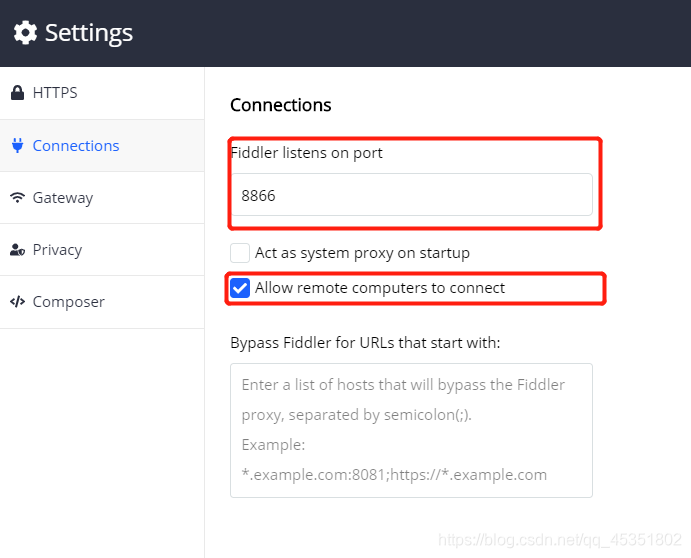 Settings
HTTPS
Connections
Gateway
Privacy
Composer
Connections
Fiddler listens on port
8866
Act as system proxy on startup
Allow remote computers to connect
Bypass Fiddler for URLs that start with:
Enter a list of hosts that will bypass the Fiddler
proxy, separated by semicolon(;).
Example:
*.example.com:8081;https://*.example.com
https://blog.csdn.net/qq_45351802